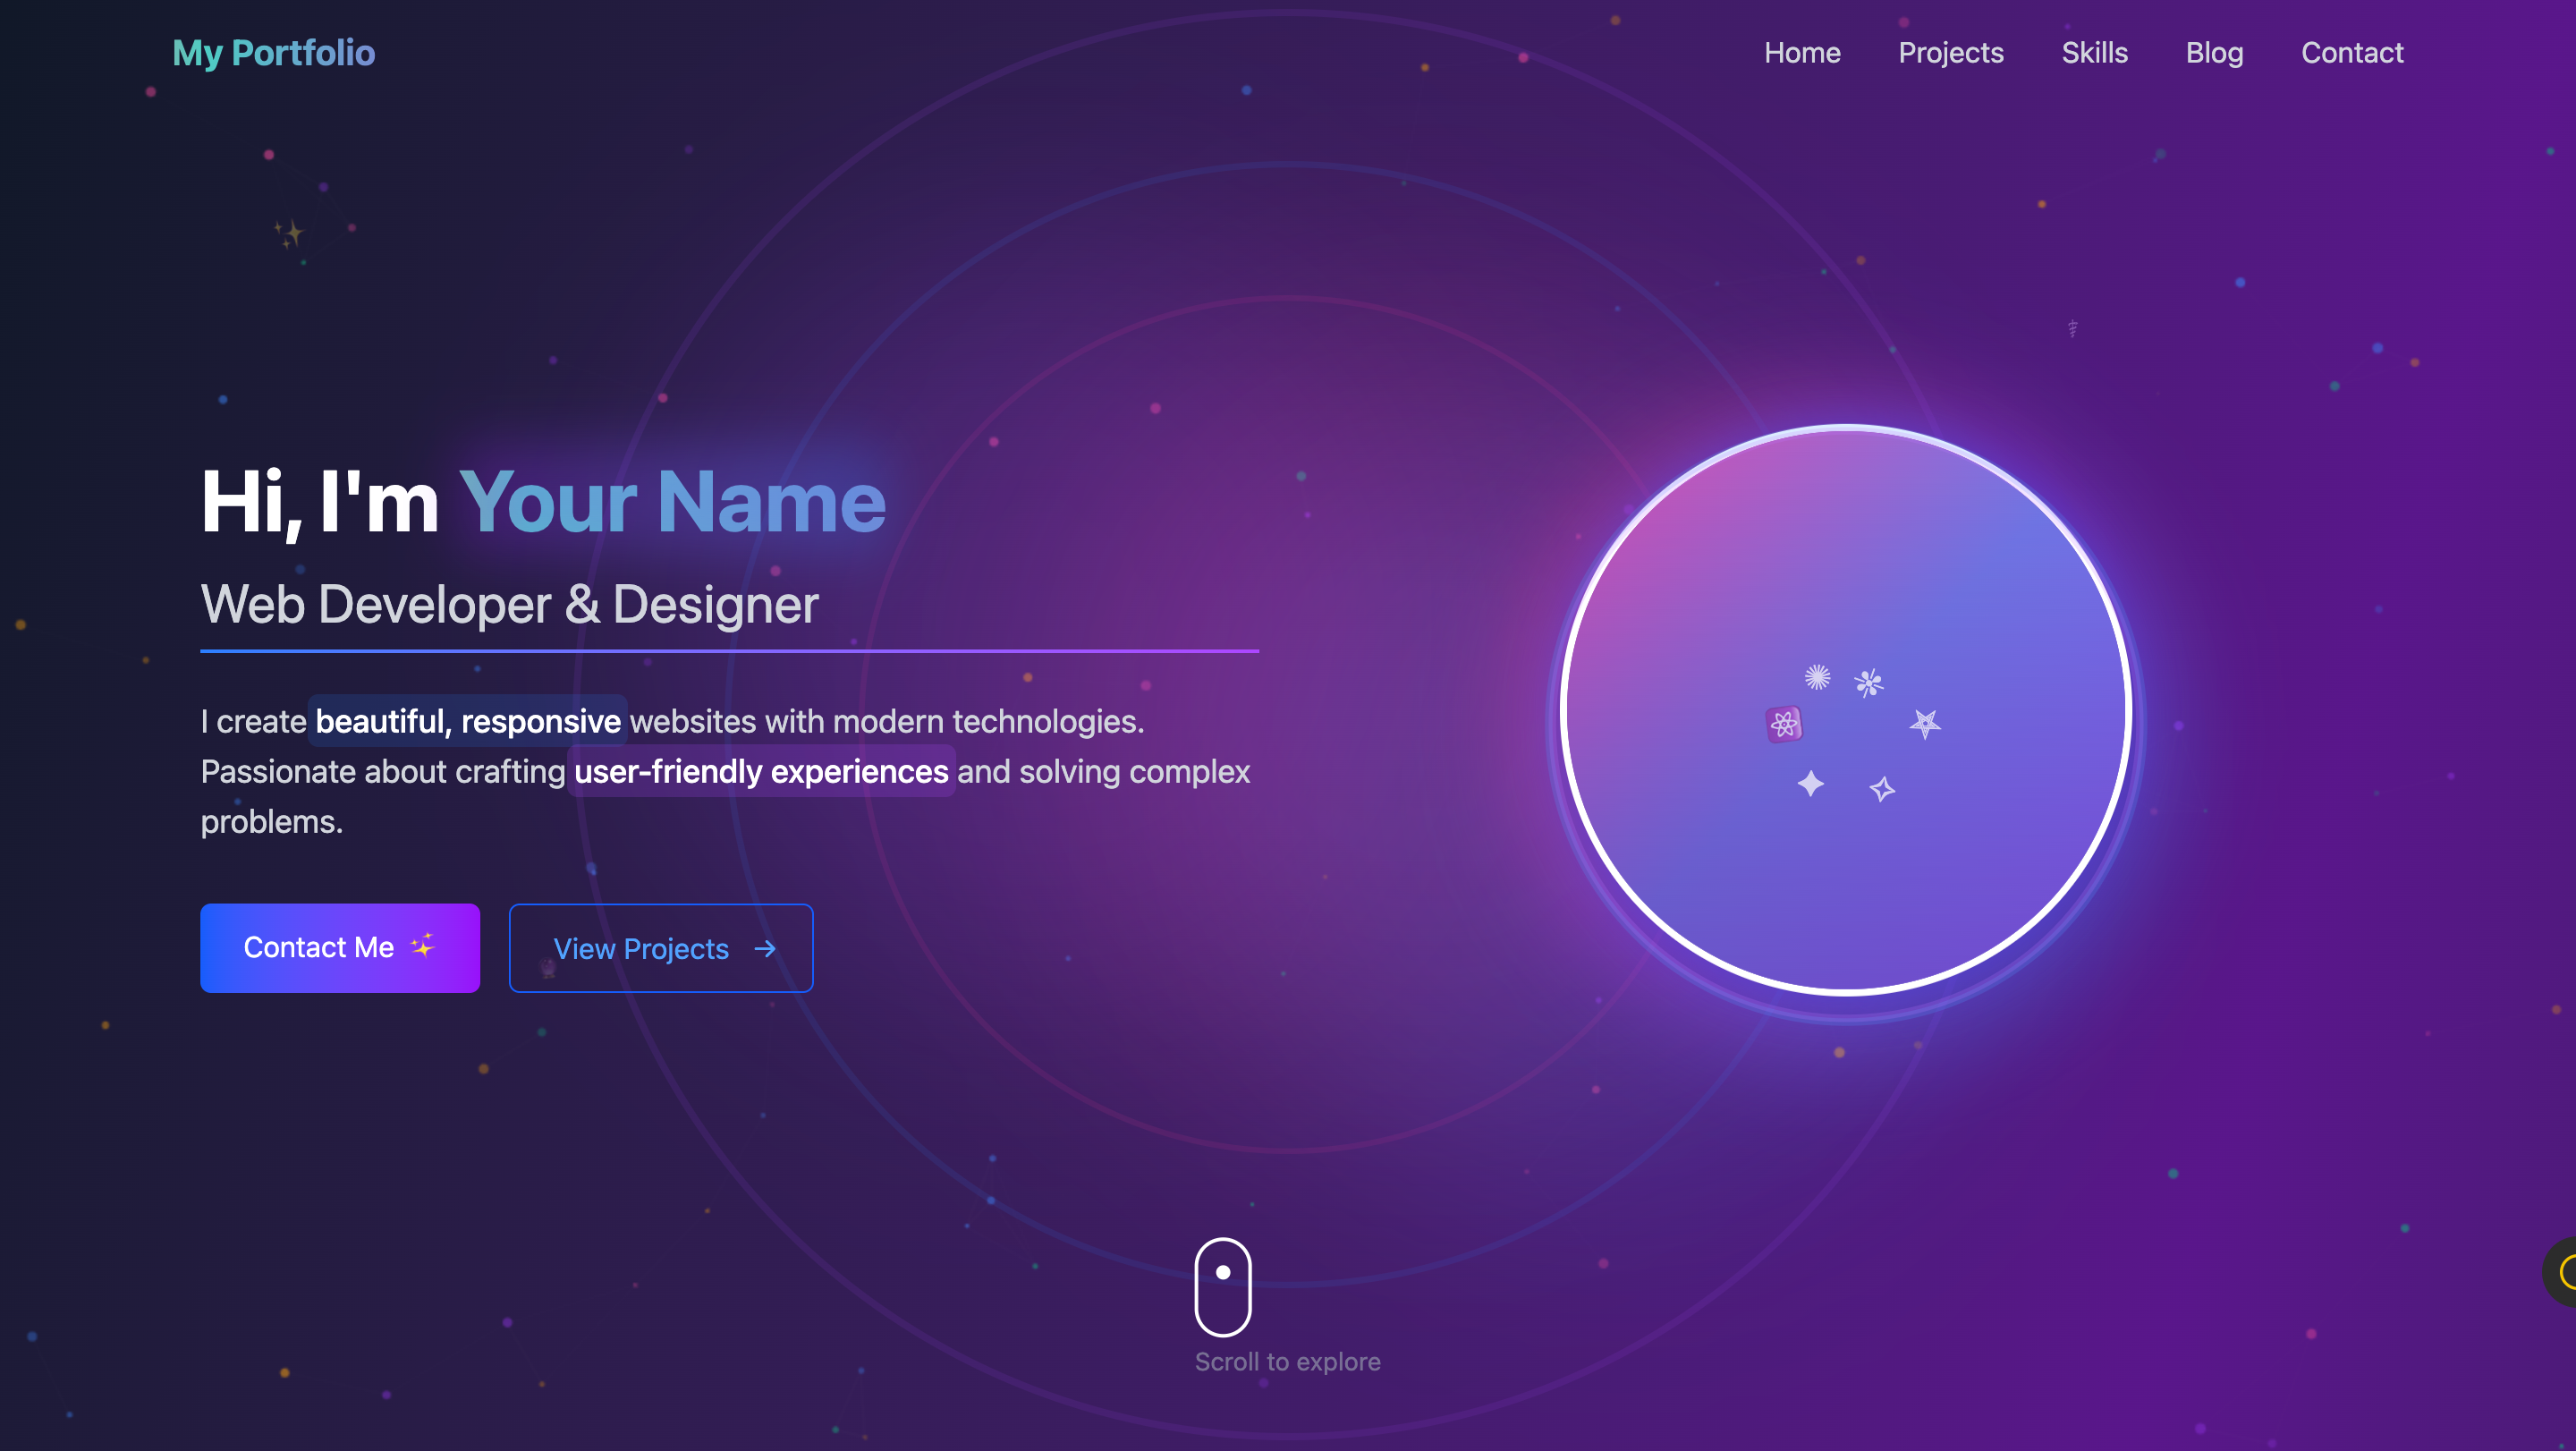 My Portfolio
Home Projects Skills Blog Contact
Hi, I'm Your Name
Web Developer & Designer
I create beautiful, responsive websites with modern technologies.
Passionate about crafting user-friendly experiences and solving complex
problems.
Contact Me ✨
View Projects →
Scroll to explore